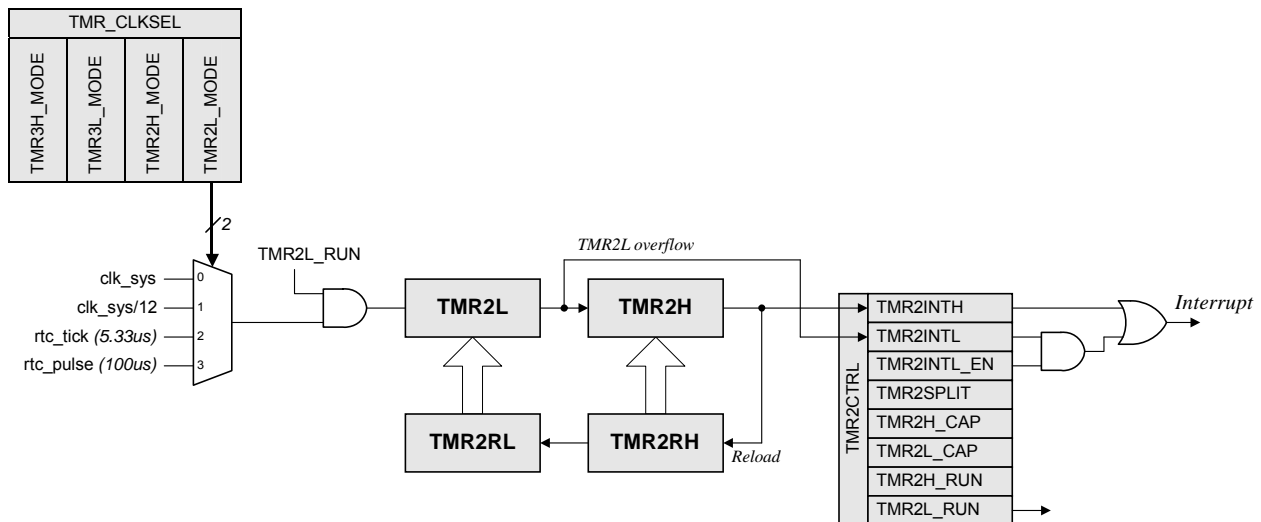 TMR_CLKSEL
TMR3H_MODE
TMR3L_MODE
TMR2H_MODE
TMR2L_MODE
2
TMR2L_RUN
TMR2L overflow
clk_sys
0
clk_sys/12
1
rtc_tick (5.33us)
2
rtc_pulse (100us)
3
TMR2L
TMR2H
TMR2RL
TMR2RH
Reload
TMR2CTRL
TMR2INTH
TMR2INTL
TMR2INTL_EN
TMR2SPLIT
TMR2H_CAP
TMR2L_CAP
TMR2H_RUN
TMR2L_RUN
Interrupt